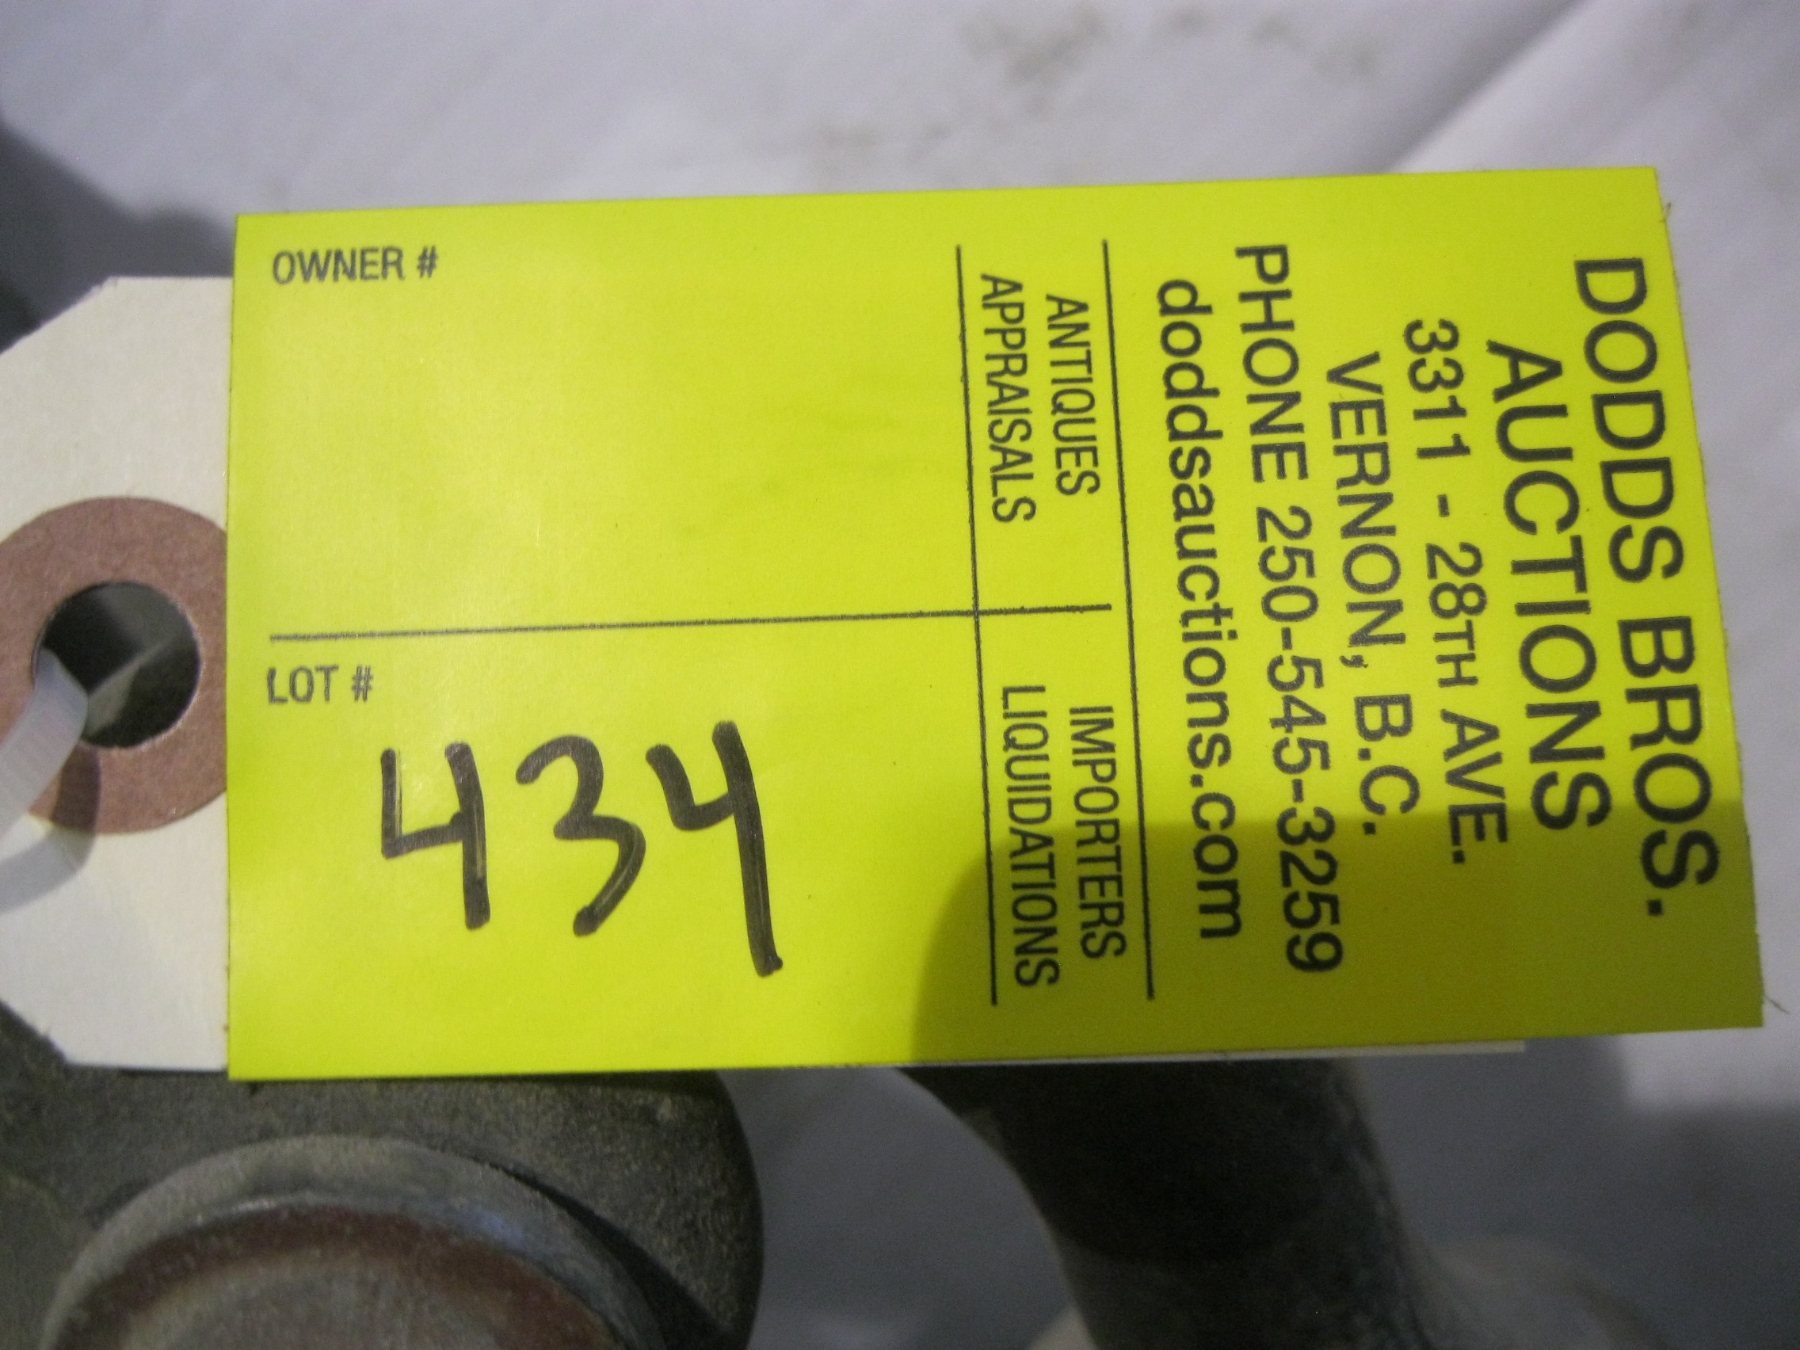 DODDS BROS.
AUCTIONS
3311 - 28TH AVE.
VERNON, B.C.
PHONE 250-545-3259
doddsauctions.com
ANTIQUES
APPRAISALS
IMPORTERS
LIQUIDATIONS
OWNER #
LOT #
434